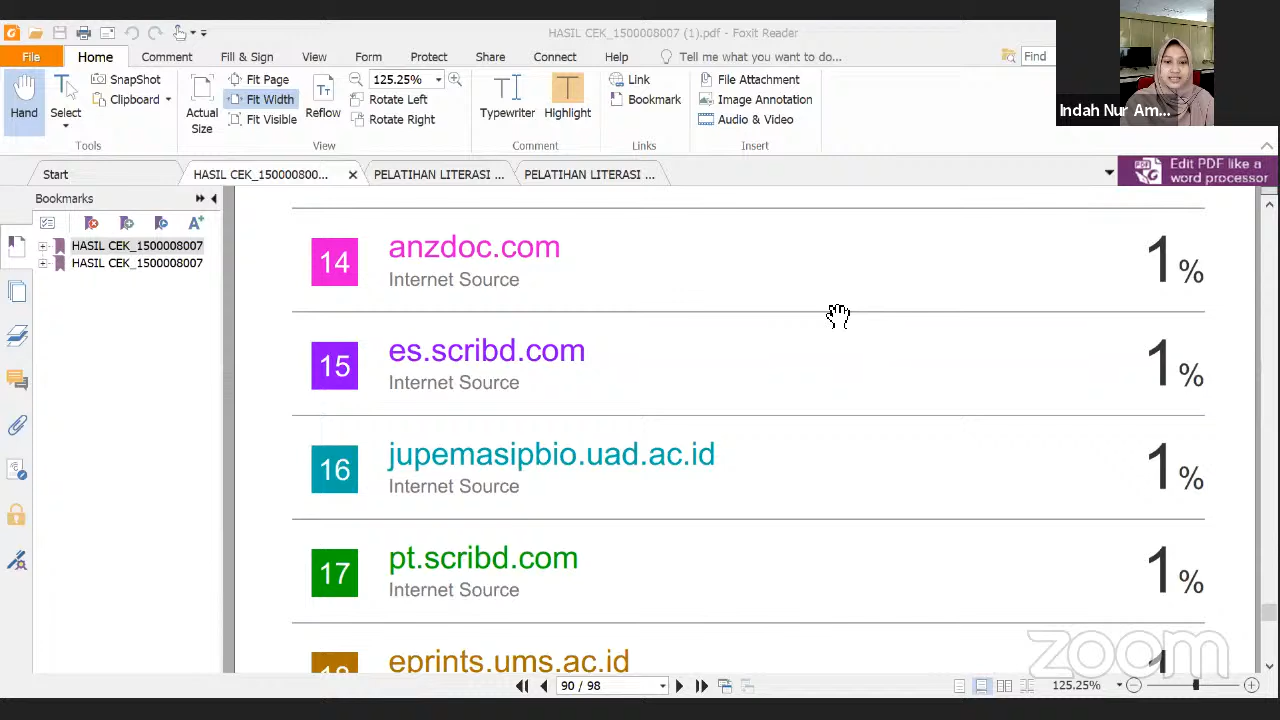 HASIL CEK_1500008007 (1).pdf - Foxit Reader
File Home Comment Fill & Sign View Form Protect Share Connect Help Tell me what you want to do... Find
Hand
Select
SnapShot
Clipboard
Tools
Actual Size
Fit Page
Fit Width
Fit Visible
Reflow
125.25%
Rotate Left
Rotate Right
View
Typewriter
Highlight
Comment
Link
Bookmark
Links
File Attachment
Image Annotation
Audio & Video
Insert
Indah Nur Am...
Start HASIL CEK_150000800... PELATIHAN LITERASI ... PELATIHAN LITERASI ...
Edit PDF like a
word processor
Bookmarks
HASIL CEK_1500008007
HASIL CEK_1500008007
14 anzdoc.com 1%
Internet Source
15 es.scribd.com 1%
Internet Source
16 jupemasipbio.uad.ac.id 1%
Internet Source
17 pt.scribd.com 1%
Internet Source
18 eprints.ums.ac.id 1
zoom
90 / 98
125.25%